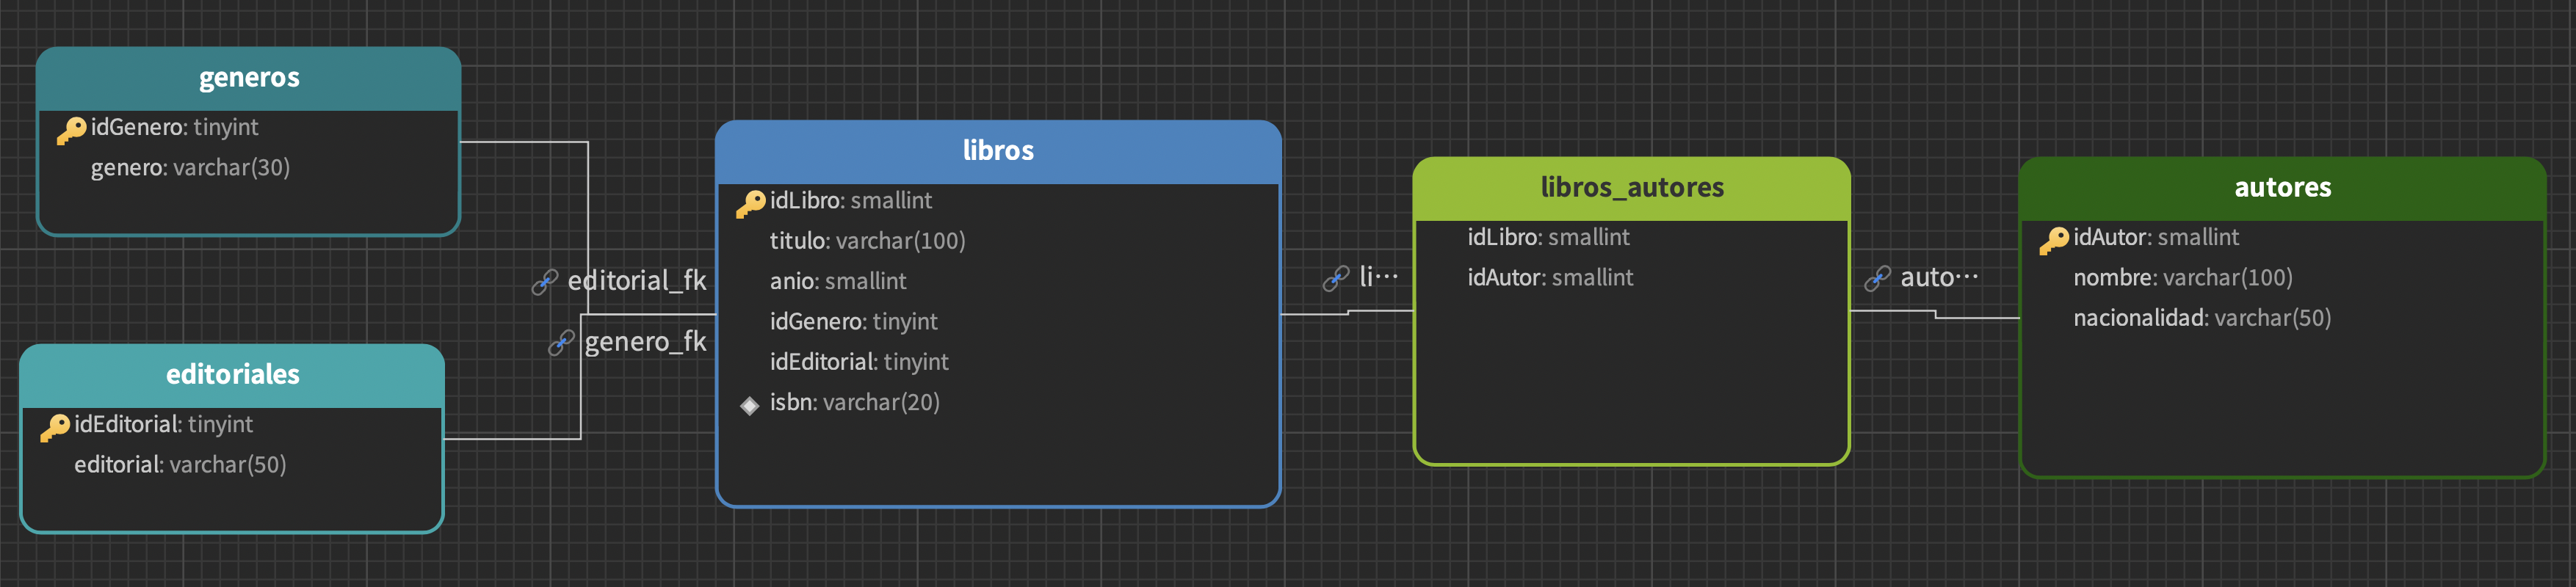 generos
idGenero: tinyint
genero: varchar(30)
editoriales
idEditorial: tinyint
editorial: varchar(50)
editorial_fk
genero_fk
libros
idLibro: smallint
titulo: varchar(100)
anio: smallint
idGenero: tinyint
idEditorial: tinyint
isbn: varchar(20)
li···
libros_autores
idLibro: smallint
idAutor: smallint
auto···
autores
idAutor: smallint
nombre: varchar(100)
nacionalidad: varchar(50)